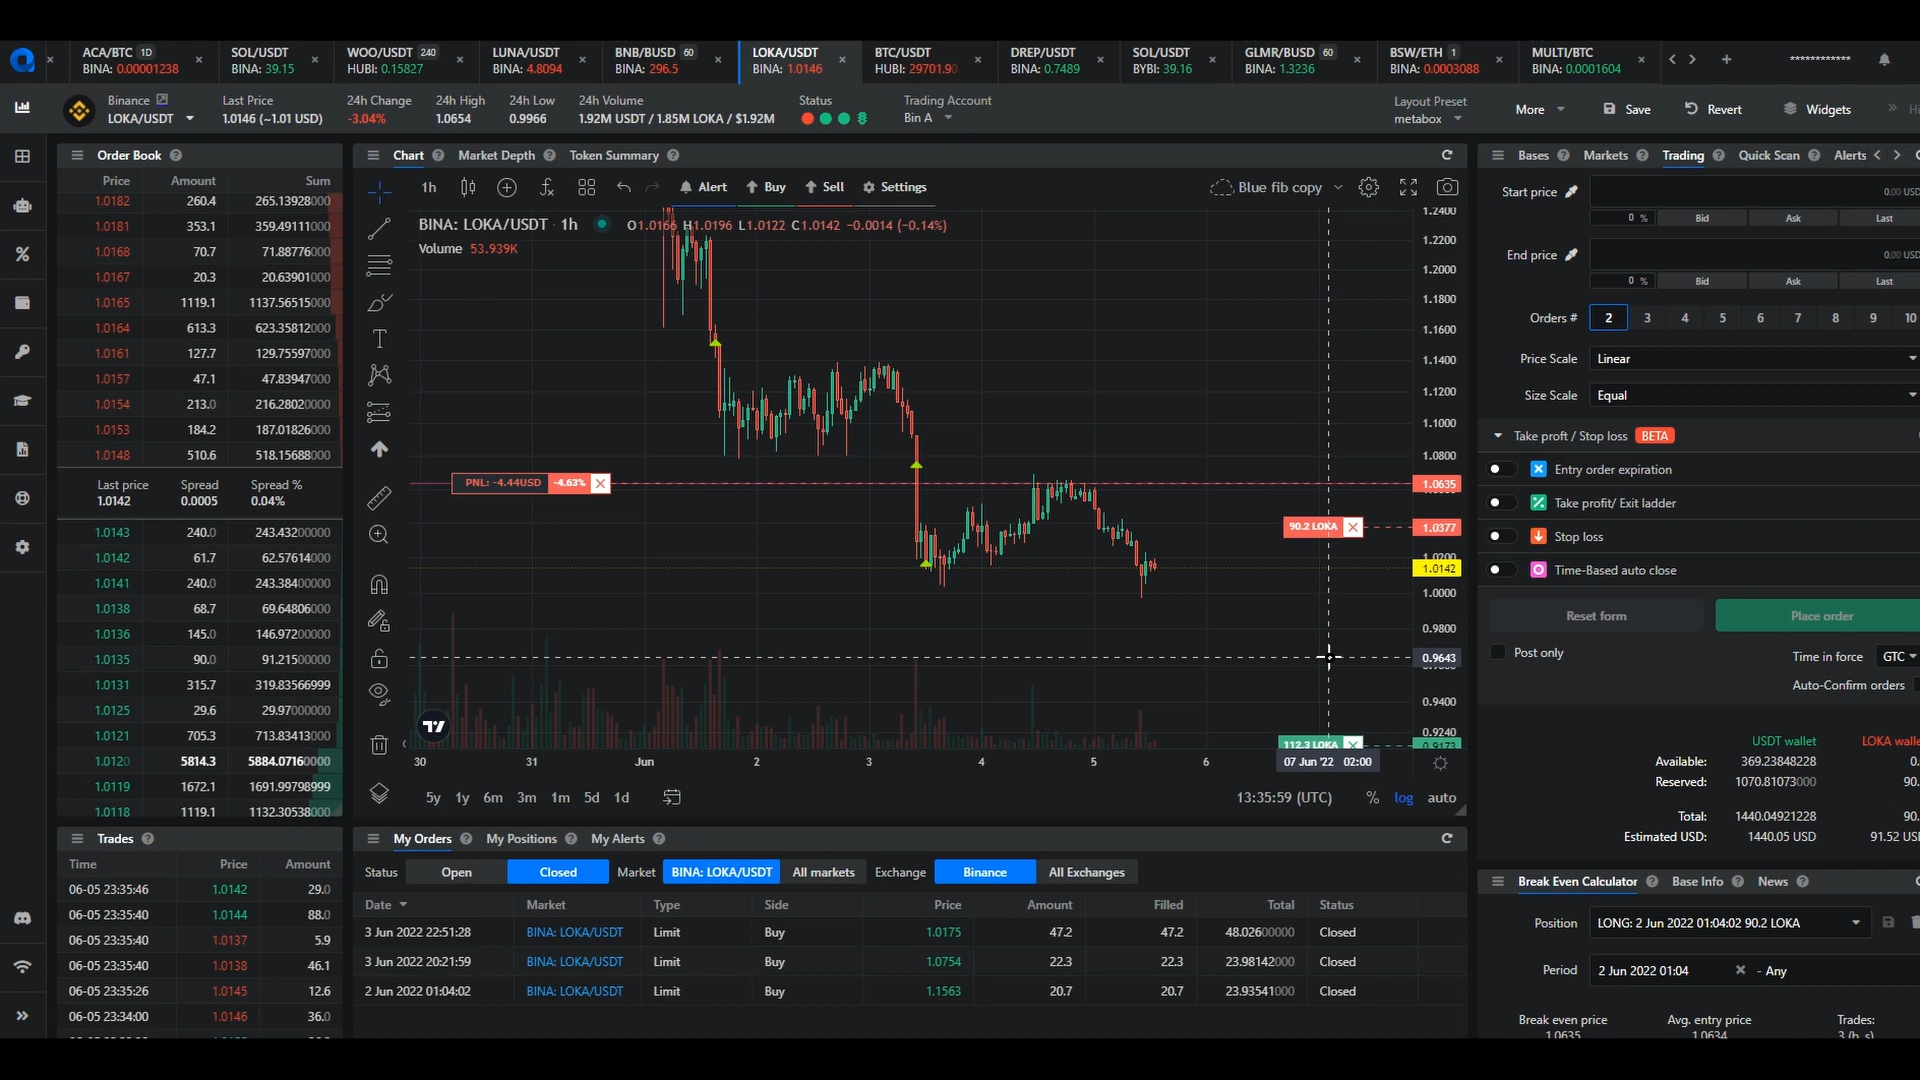 ACA/BTC 1D
BINA: 0.00001238
SOL/USDT
BINA: 39.15
WOO/USDT 240
HUBI: 0.15827
LUNA/USDT
BINA: 4.8094
BNB/BUSD 60
BINA: 296.5
LOKA/USDT
BINA: 1.0146
BTC/USDT
HUBI: 29701.90
DREP/USDT
BINA: 0.7489
SOL/USDT
BYBI: 39.16
GLMR/BUSD 60
BINA: 1.3236
BSW/ETH 1
BINA: 0.0003088
MULTI/BTC
BINA: 0.0001604
************
Binance
LOKA/USDT
Last Price
1.0146 (~1.01 USD)
24h Change
-3.04%
24h High
1.0654
24h Low
0.9966
24h Volume
1.92M USDT / 1.85M LOKA / $1.92M
Status
Trading Account
Bin A
Layout Preset
metabox
More
Save
Revert
Widgets
Order Book
Price Amount Sum
1.0182 260.4 265.13928000
1.0181 353.1 359.49111000
1.0168 70.7 71.88776000
1.0167 20.3 20.63901000
1.0165 1119.1 1137.56515000
1.0164 613.3 623.35812000
1.0161 127.7 129.75597000
1.0157 47.1 47.83947000
1.0154 213.0 216.28020000
1.0153 184.2 187.01826000
1.0148 510.6 518.15688000
Last price Spread Spread %
1.0142 0.0005 0.04%
1.0143 240.0 243.43200000
1.0142 61.7 62.57614000
1.0141 240.0 243.38400000
1.0138 68.7 69.64806000
1.0136 145.0 146.97200000
1.0135 90.0 91.21500000
1.0131 315.7 319.83566999
1.0125 29.6 29.97000000
1.0121 705.3 713.83413000
1.0120 5814.3 5884.07160000
1.0119 1672.1 1691.99798999
1.0118 1119.1 1132.30538000
Trades
Time Price Amount
06-05 23:35:46 1.0142 29.0
06-05 23:35:40 1.0144 88.0
06-05 23:35:40 1.0137 5.9
06-05 23:35:40 1.0138 46.1
06-05 23:35:26 1.0145 12.6
06-05 23:34:00 1.0146 36.0
Chart Market Depth Token Summary
1h Alert Buy Sell Settings Blue fib copy
BINA: LOKA/USDT · 1h O1.0166 H1.0196 L1.0122 C1.0142 −0.0014 (−0.14%)
Volume 53.939K
1.2400
1.2200
1.2000
1.1800
1.1600
1.1400
1.1200
1.1000
1.0800
PNL: -4.44USD -4.63%
1.0635
90.2 LOKA
1.0377
1.0200
1.0142
1.0000
0.9800
0.9643
0.9400
0.9240
112.3 LOKA
0.9173
30 31 Jun 2 3 4 5 6 07 Jun '22 02:00
5y 1y 6m 3m 1m 5d 1d
13:35:59 (UTC) % log auto
My Orders My Positions My Alerts
Status Open Closed Market BINA: LOKA/USDT All markets Exchange Binance All Exchanges
Date Market Type Side Price Amount Filled Total Status
3 Jun 2022 22:51:28 BINA: LOKA/USDT Limit Buy 1.0175 47.2 47.2 48.02600000 Closed
3 Jun 2022 20:21:59 BINA: LOKA/USDT Limit Buy 1.0754 22.3 22.3 23.98142000 Closed
2 Jun 2022 01:04:02 BINA: LOKA/USDT Limit Buy 1.1563 20.7 20.7 23.93541000 Closed
Bases Markets Trading Quick Scan Alerts
Start price 0.00 USD
0 % Bid Ask Last
End price 0.00 USD
0 % Bid Ask Last
Orders # 2 3 4 5 6 7 8 9 10
Price Scale Linear
Size Scale Equal
Take proft / Stop loss BETA
Entry order expiration
Take profit/ Exit ladder
Stop loss
Time-Based auto close
Reset form Place order
Post only
Time in force GTC
Auto-Confirm orders
USDT wallet LOKA walle
Available: 369.23848228 0.
Reserved: 1070.81073000 90.
Total: 1440.04921228 90.
Estimated USD: 1440.05 USD 91.52 USD
Break Even Calculator Base Info News
Position LONG: 2 Jun 2022 01:04:02 90.2 LOKA
Period 2 Jun 2022 01:04 - Any
Break even price Avg. entry price Trades:
1.0635 1.0634 3 (b, s)